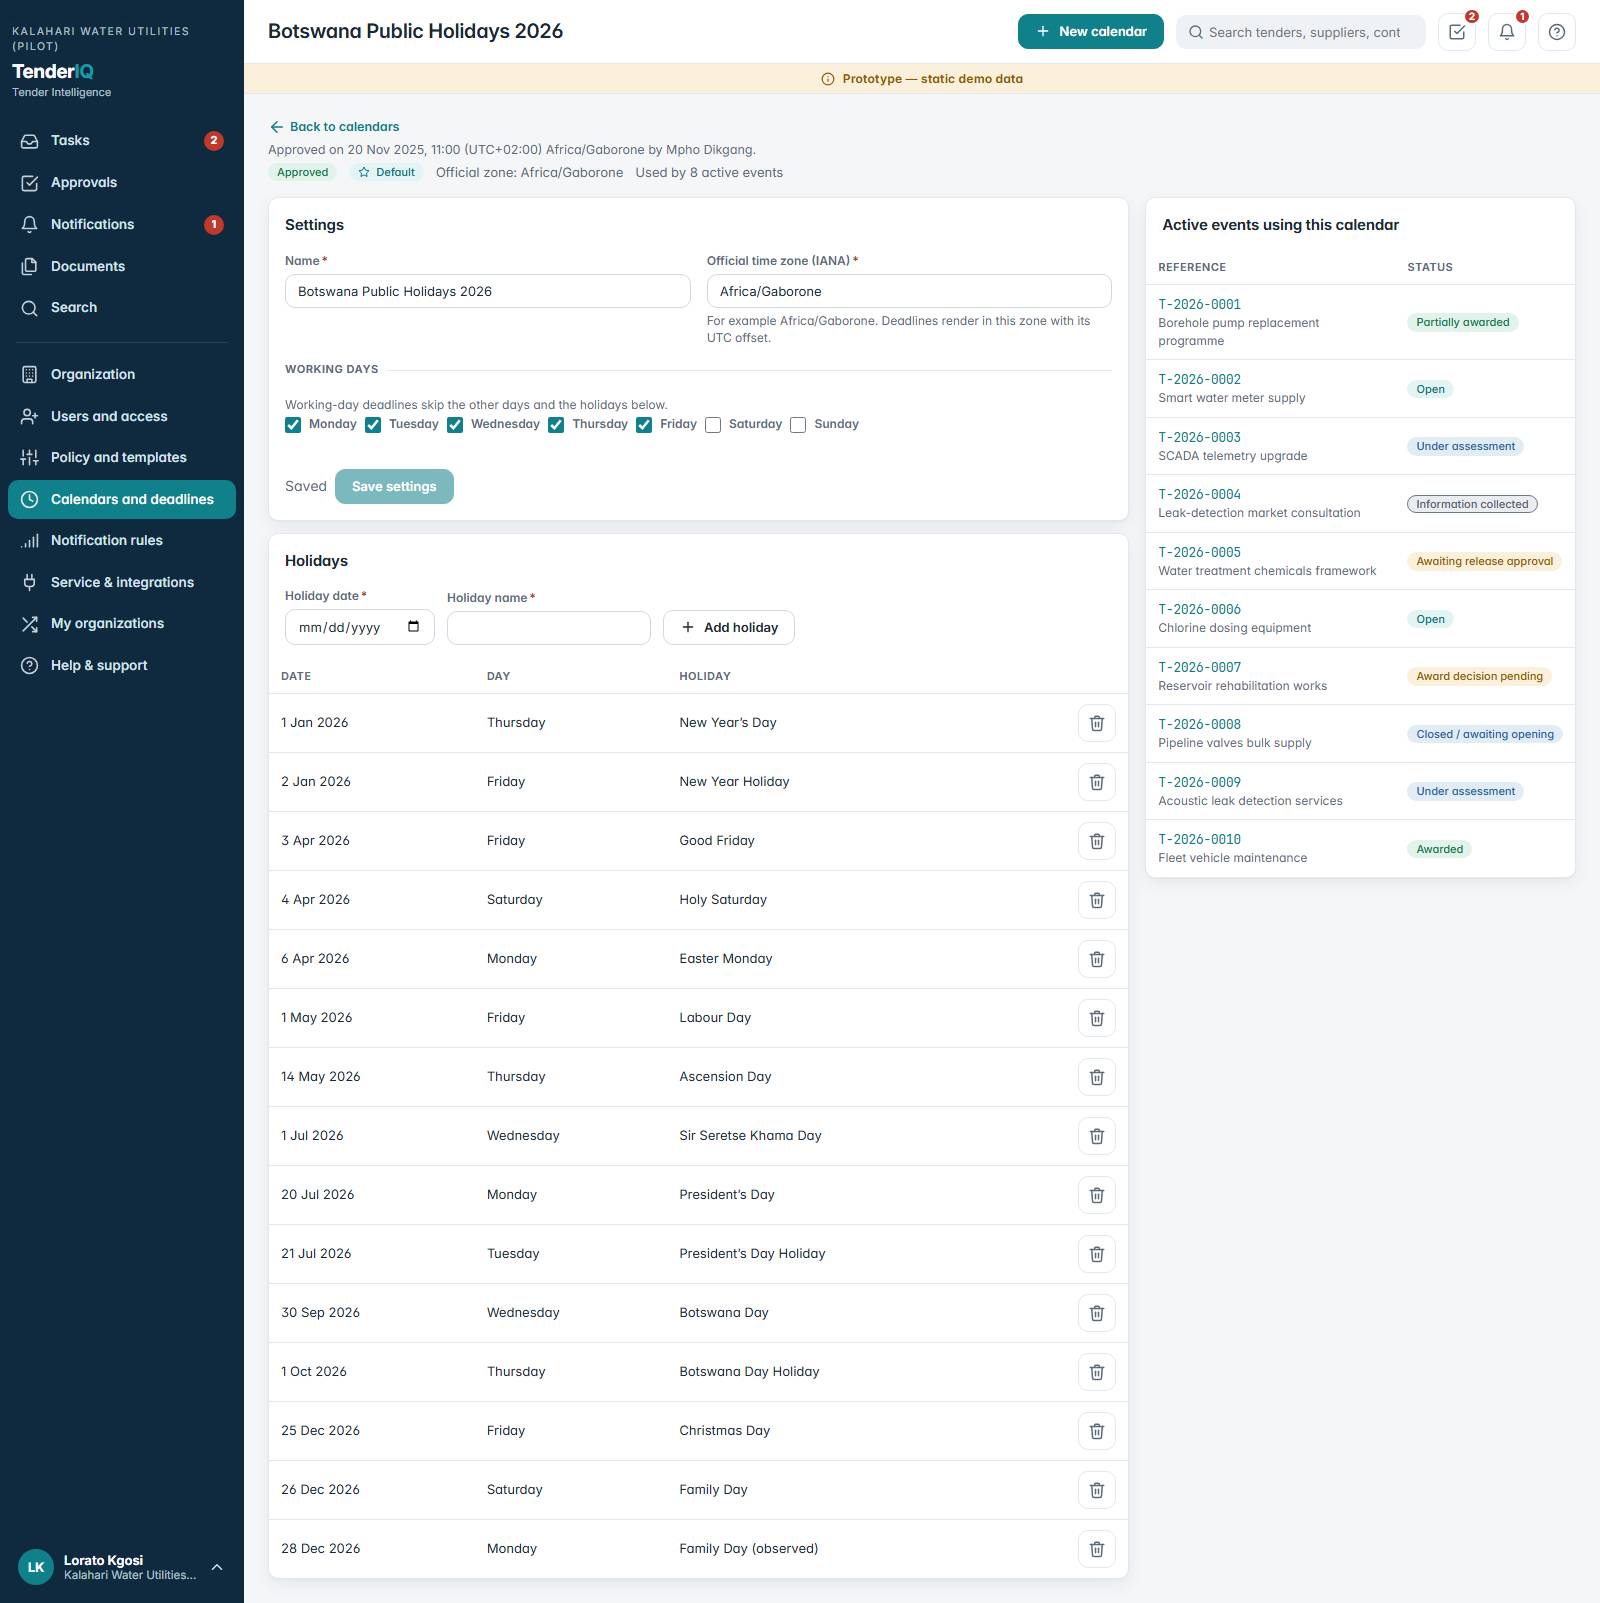 KALAHARI WATER UTILITIES
(PILOT)
TenderIQ
Tender Intelligence
Tasks 2
Approvals
Notifications 1
Documents
Search
Organization
Users and access
Policy and templates
Calendars and deadlines
Notification rules
Service & integrations
My organizations
Help & support
LK
Lorato Kgosi
Kalahari Water Utilities...
Botswana Public Holidays 2026
+ New calendar
Search tenders, suppliers, cont
2
1
Prototype — static demo data
Back to calendars
Approved on 20 Nov 2025, 11:00 (UTC+02:00) Africa/Gaborone by Mpho Dikgang.
Approved Default Official zone: Africa/Gaborone Used by 8 active events
Settings
Name*
Botswana Public Holidays 2026
Official time zone (IANA)*
Africa/Gaborone
For example Africa/Gaborone. Deadlines render in this zone with its
UTC offset.
WORKING DAYS
Working-day deadlines skip the other days and the holidays below.
Monday Tuesday Wednesday Thursday Friday Saturday Sunday
Saved Save settings
Holidays
Holiday date*
mm/dd/yyyy
Holiday name*
+ Add holiday
DATE DAY HOLIDAY
1 Jan 2026 Thursday New Year's Day
2 Jan 2026 Friday New Year Holiday
3 Apr 2026 Friday Good Friday
4 Apr 2026 Saturday Holy Saturday
6 Apr 2026 Monday Easter Monday
1 May 2026 Friday Labour Day
14 May 2026 Thursday Ascension Day
1 Jul 2026 Wednesday Sir Seretse Khama Day
20 Jul 2026 Monday President's Day
21 Jul 2026 Tuesday President's Day Holiday
30 Sep 2026 Wednesday Botswana Day
1 Oct 2026 Thursday Botswana Day Holiday
25 Dec 2026 Friday Christmas Day
26 Dec 2026 Saturday Family Day
28 Dec 2026 Monday Family Day (observed)
Active events using this calendar
REFERENCE STATUS
T-2026-0001
Borehole pump replacement
programme
Partially awarded
T-2026-0002
Smart water meter supply
Open
T-2026-0003
SCADA telemetry upgrade
Under assessment
T-2026-0004
Leak-detection market consultation
Information collected
T-2026-0005
Water treatment chemicals framework
Awaiting release approval
T-2026-0006
Chlorine dosing equipment
Open
T-2026-0007
Reservoir rehabilitation works
Award decision pending
T-2026-0008
Pipeline valves bulk supply
Closed / awaiting opening
T-2026-0009
Acoustic leak detection services
Under assessment
T-2026-0010
Fleet vehicle maintenance
Awarded